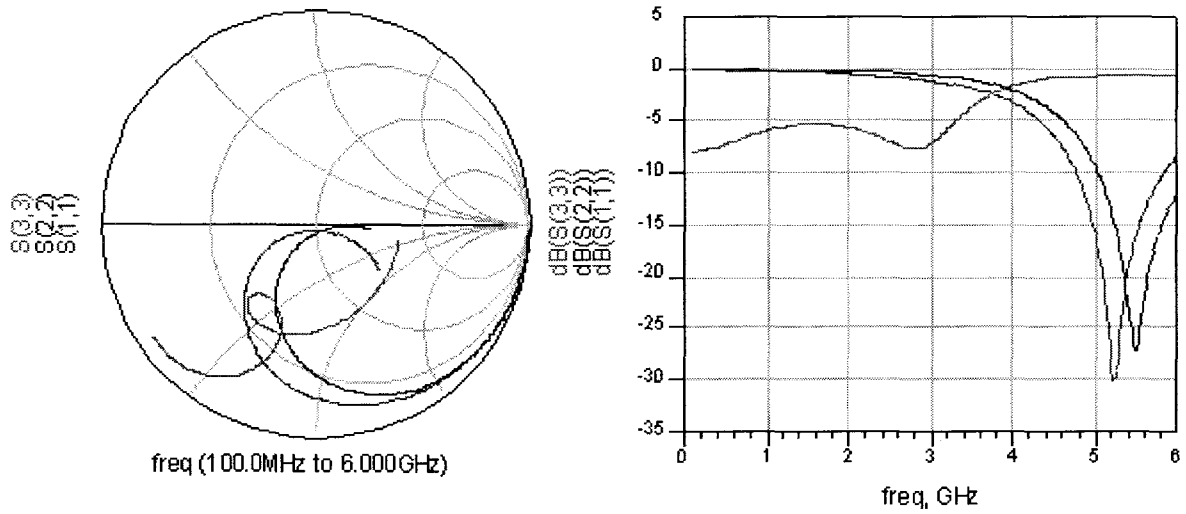 S(3,3)
S(2,2)
S(1,1)
freq (100.0MHz to 6.000GHz)
dB(S(3,3))
dB(S(2,2))
dB(S(1,1))
5
0
-5
-10
-15
-20
-25
-30
-35
0
1
2
3
4
5
6
freq, GHz